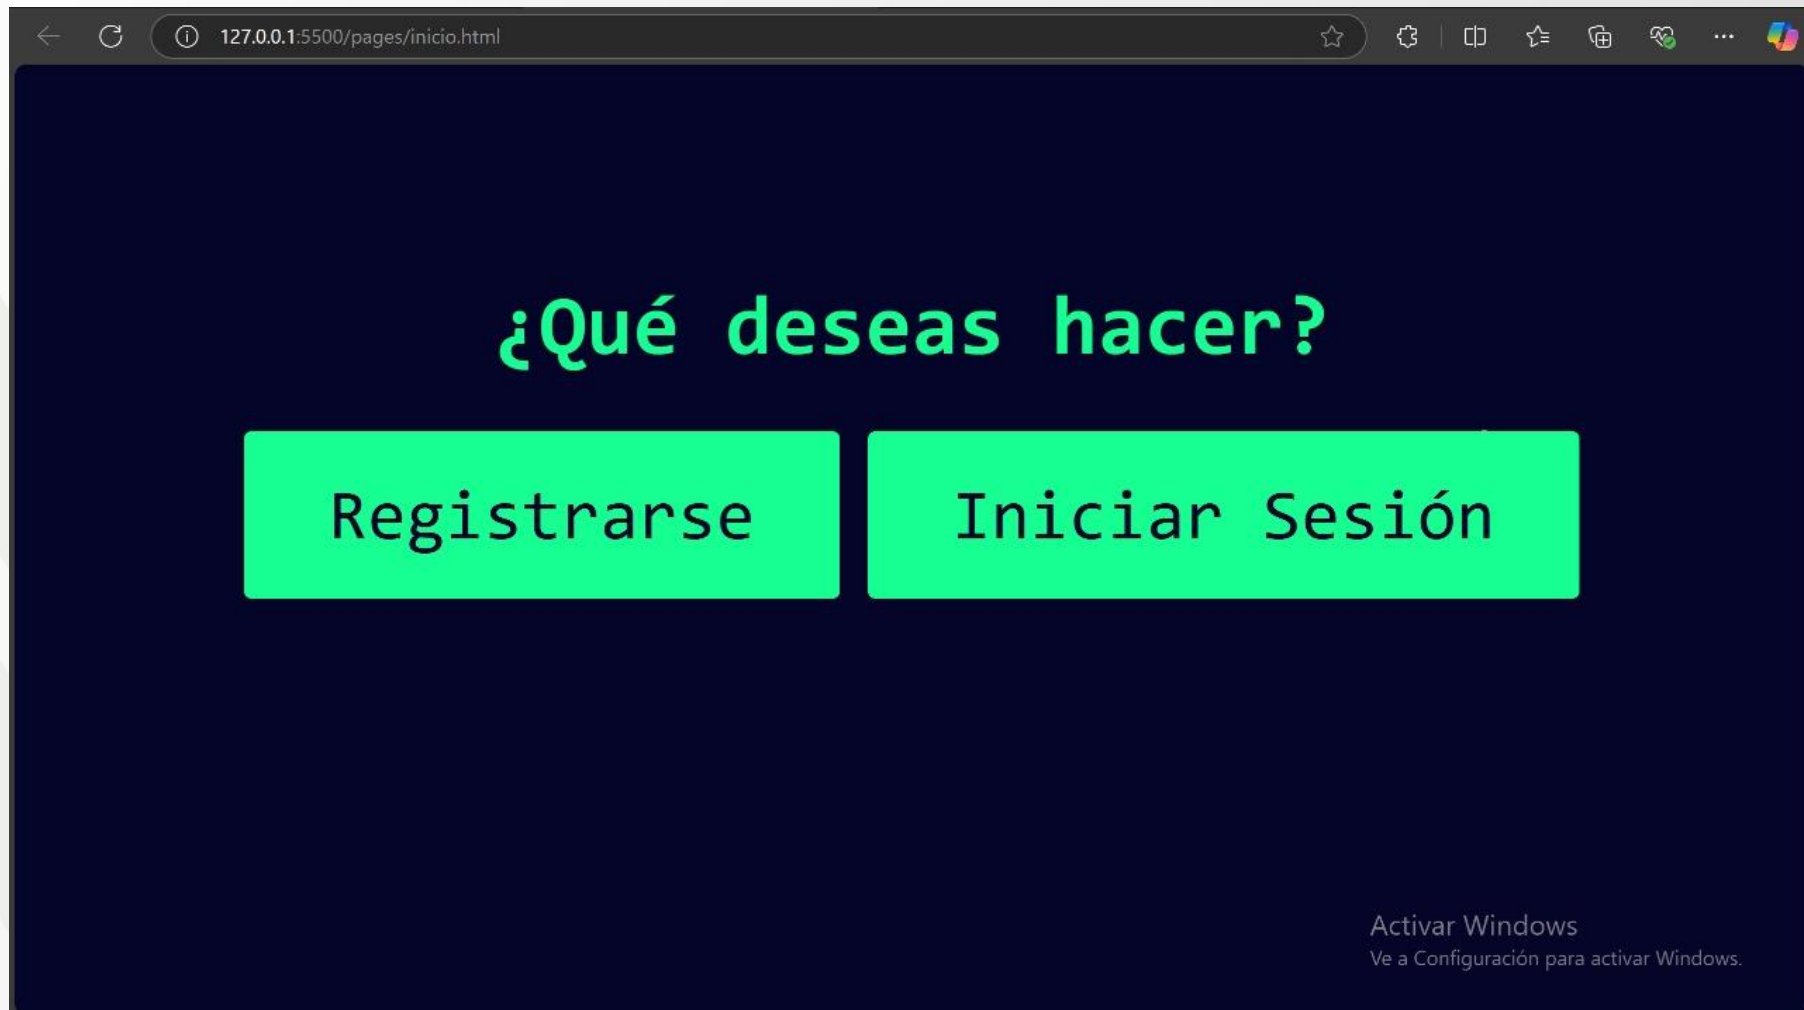 127.0.0.1:5500/pages/inicio.html
¿Qué deseas hacer?
Registrarse
Iniciar Sesión
Activar Windows
Ve a Configuración para activar Windows.